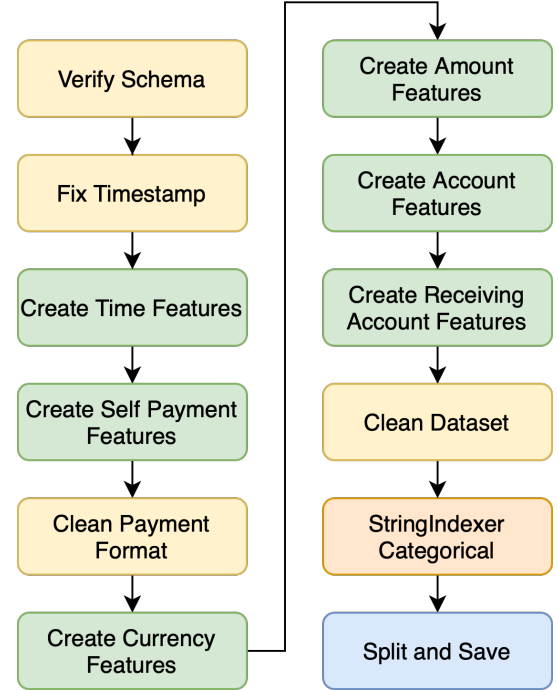 Verify Schema
Fix Timestamp
Create Time Features
Create Self Payment
Features
Clean Payment
Format
Create Currency
Features
Create Amount
Features
Create Account
Features
Create Receiving
Account Features
Clean Dataset
StringIndexer
Categorical
Split and Save